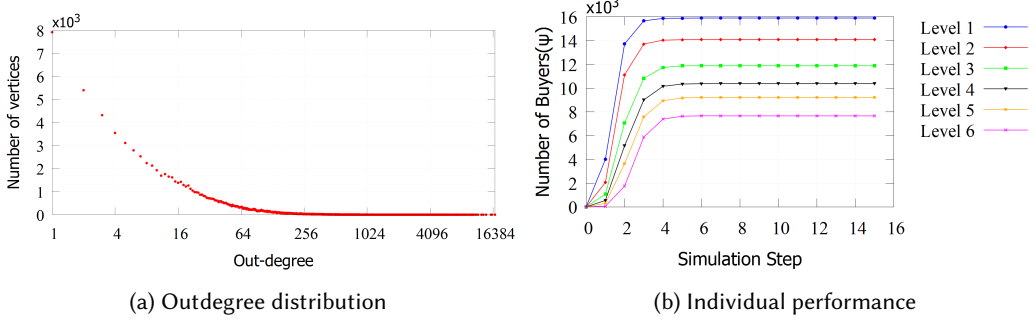 x10³
8
7
6
5
4
3
2
1
0
Number of vertices
1 4 16 64 256 1024 4096 16384
Out-degree
(a) Outdegree distribution
x10³
16
14
12
10
8
6
4
2
0
Number of Buyers(ψ)
0 2 4 6 8 10 12 14 16
Simulation Step
Level 1
Level 2
Level 3
Level 4
Level 5
Level 6
(b) Individual performance